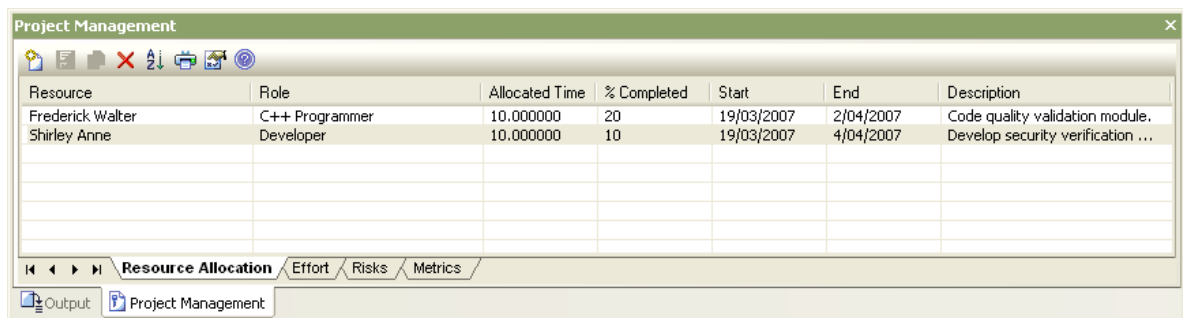 Project Management
Resource Role Allocated Time % Completed Start End Description
Frederick Walter C++ Programmer 10.000000 20 19/03/2007 2/04/2007 Code quality validation module.
Shirley Anne Developer 10.000000 10 19/03/2007 4/04/2007 Develop security verification ...
Resource Allocation Effort Risks Metrics
Output Project Management